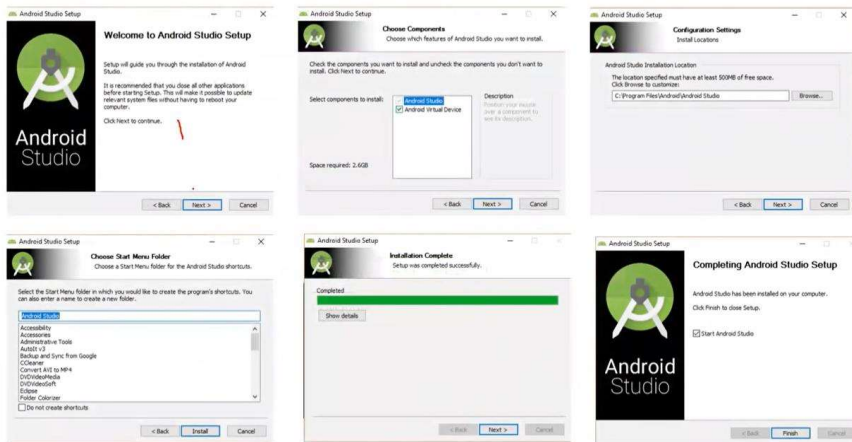 Android Studio Setup
Welcome to Android Studio Setup
Setup will guide you through the installation of Android
Studio.
It is recommended that you close all other applications
before starting Setup. This will make it possible to update
relevant system files without having to reboot your
computer.
Click Next to continue.
Android
Studio
< Back
Next >
Cancel
Android Studio Setup
Choose Components
Choose which features of Android Studio you want to install.
Check the components you want to install and uncheck the components you don't want to
install. Click Next to continue.
Select components to install:
Android Studio
Android Virtual Device
Description
Position your mouse
over a component to
see its description.
Space required: 2.6GB
< Back
Next >
Cancel
Android Studio Setup
Configuration Settings
Install Locations
Android Studio Installation Location
The location specified must have at least 500MB of free space.
Click Browse to customize:
C:\Program Files\Android\Android Studio
Browse...
< Back
Next >
Cancel
Android Studio Setup
Choose Start Menu Folder
Choose a Start Menu folder for the Android Studio shortcuts.
Select the Start Menu folder in which you would like to create the program's shortcuts. You
can also enter a name to create a new folder.
Android Studio
Accessibility
Accessories
Administrative Tools
AutoIt v3
Backup and Sync from Google
CCleaner
Convert AVI to MP4
DVDVideoMedia
DVDVideoSoft
Eclipse
Folder Colorizer
Do not create shortcuts
< Back
Install
Cancel
Android Studio Setup
Installation Complete
Setup was completed successfully.
Completed
Show details
< Back
Next >
Cancel
Android Studio Setup
Completing Android Studio Setup
Android Studio has been installed on your computer.
Click Finish to close Setup.
Start Android Studio
Android
Studio
< Back
Finish
Cancel